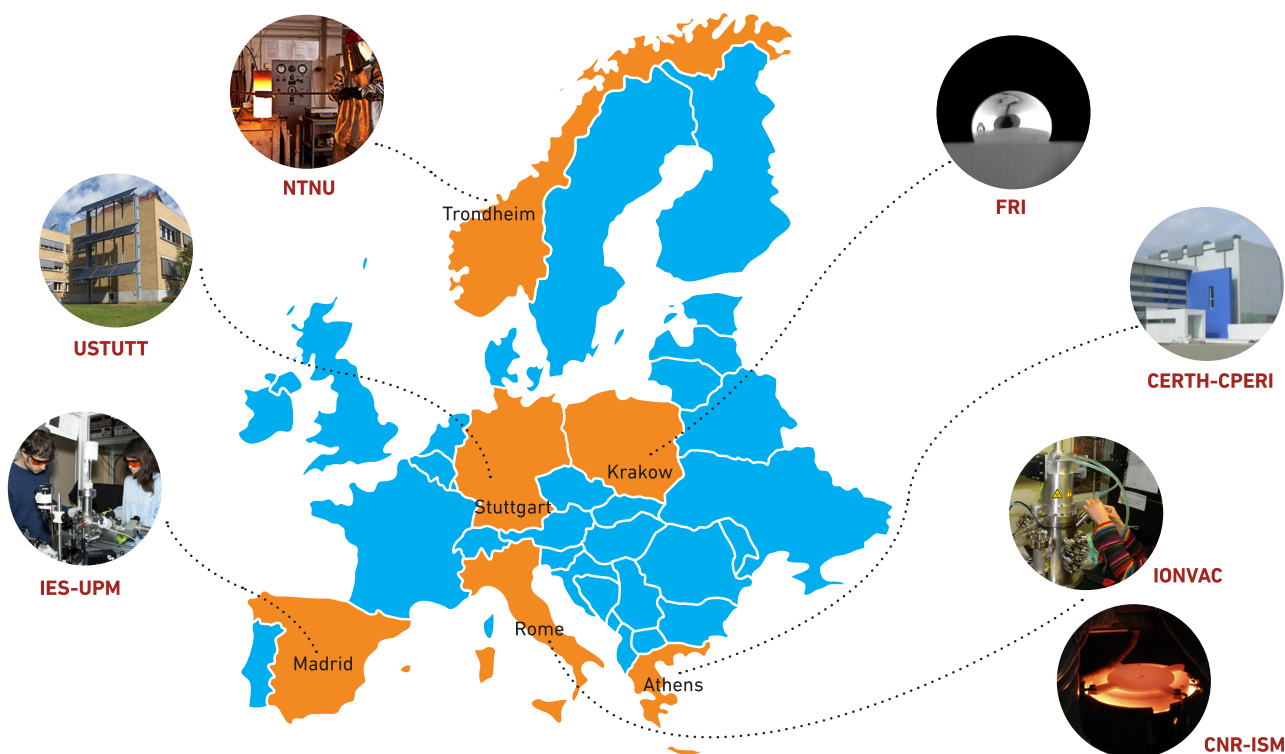 NTNU
FRI
Trondheim
USTUTT
CERTH-CPERI
Krakow
Stuttgart
IES-UPM
IONVAC
Rome
Madrid
Athens
CNR-ISM